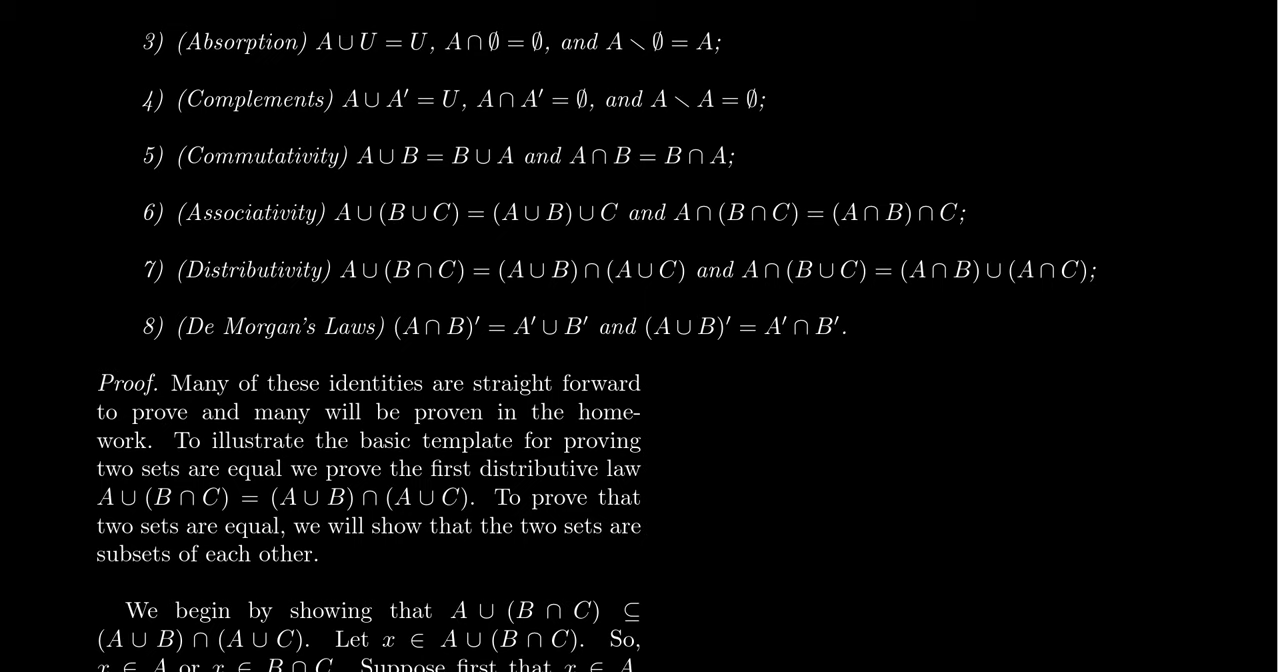 3) (Absorption) A ∪ U = U, A ∩ ∅ = ∅, and A ∖ ∅ = A;
4) (Complements) A ∪ A′ = U, A ∩ A′ = ∅, and A ∖ A = ∅;
5) (Commutativity) A ∪ B = B ∪ A and A ∩ B = B ∩ A;
6) (Associativity) A ∪ (B ∪ C) = (A ∪ B) ∪ C and A ∩ (B ∩ C) = (A ∩ B) ∩ C;
7) (Distributivity) A ∪ (B ∩ C) = (A ∪ B) ∩ (A ∪ C) and A ∩ (B ∪ C) = (A ∩ B) ∪ (A ∩ C);
8) (De Morgan's Laws) (A ∩ B)′ = A′ ∪ B′ and (A ∪ B)′ = A′ ∩ B′.
Proof. Many of these identities are straight forward
to prove and many will be proven in the home-
work. To illustrate the basic template for proving
two sets are equal we prove the first distributive law
A ∪ (B ∩ C) = (A ∪ B) ∩ (A ∪ C). To prove that
two sets are equal, we will show that the two sets are
subsets of each other.
We begin by showing that A ∪ (B ∩ C) ⊆
(A ∪ B) ∩ (A ∪ C). Let x ∈ A ∪ (B ∩ C). So,
x ∈ A or x ∈ B ∩ C. Suppose first that x ∈ A.